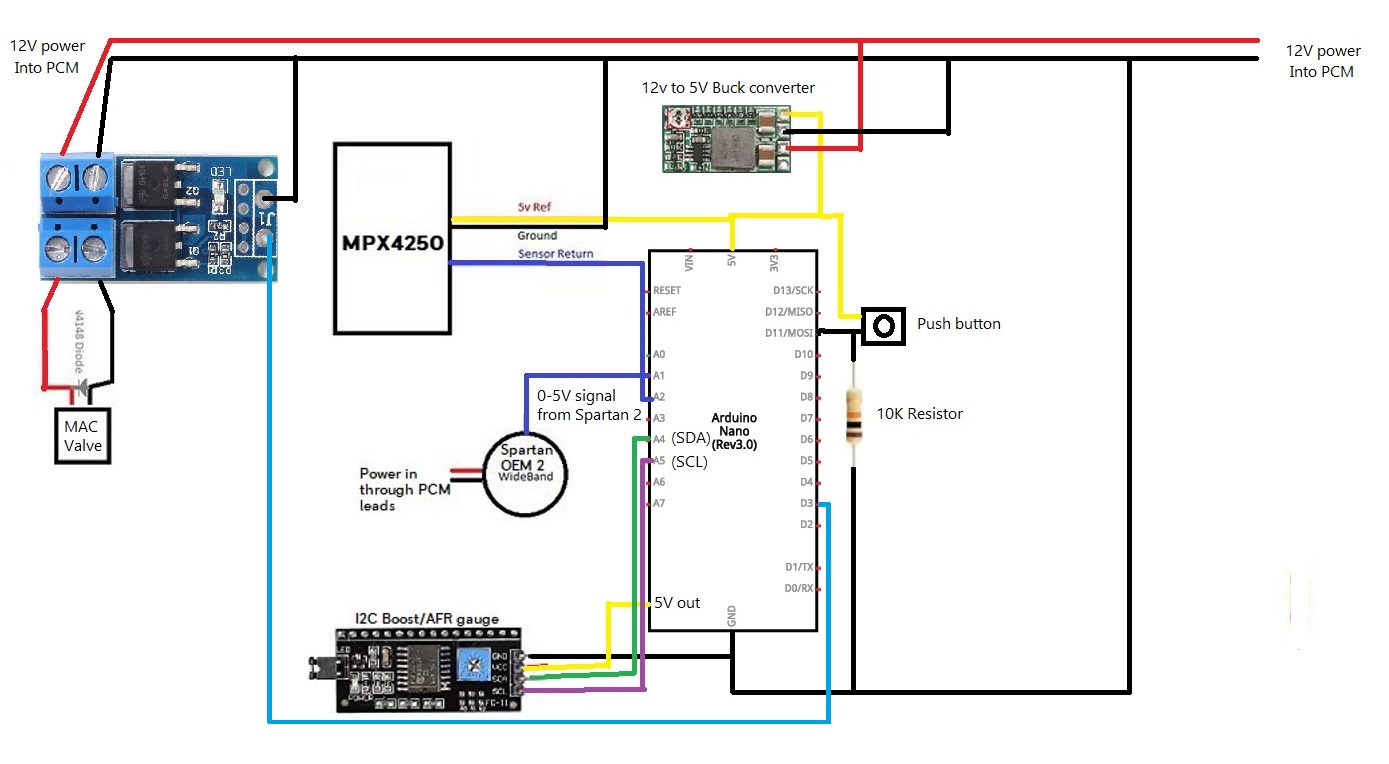 12V power
Into PCM
12V power
Into PCM
12v to 5V Buck converter
LED
Q2
J1
Q1
MPX4250
5v Ref
Ground
Sensor Return
VIN
5V
3V3
RESET
AREF
A0
A1
A2
A3
A4
A5
A6
A7
(SDA)
(SCL)
Arduino
Nano
(Rev3.0)
D13/SCK
D12/MISO
D11/MOSI
D10
D9
D8
D7
D6
D5
D4
D3
D2
D1/TX
D0/RX
GND
5V out
Push button
10K Resistor
0-5V signal
from Spartan 2
Spartan
OEM 2
WideBand
Power in
through PCM
leads
N4148 Diode
MAC
Valve
I2C Boost/AFR gauge
LED
POWER
GND
VCC
SDA
SCL